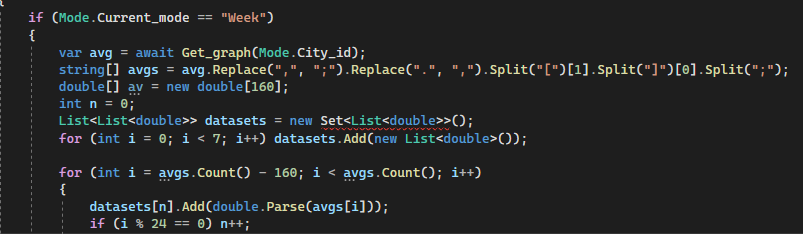 if (Mode.Current_mode == "Week")
{
var avg = await Get_graph(Mode.City_id);
string[] avgs = avg.Replace(",", ";").Replace(".", ",").Split("[")[1].Split("]")[0].Split(";");
double[] av = new double[160];
int n = 0;
List<List<double>> datasets = new Set<List<double>>();
for (int i = 0; i < 7; i++) datasets.Add(new List<double>());
for (int i = avgs.Count() - 160; i < avgs.Count(); i++)
{
datasets[n].Add(double.Parse(avgs[i]));
if (i % 24 == 0) n++;